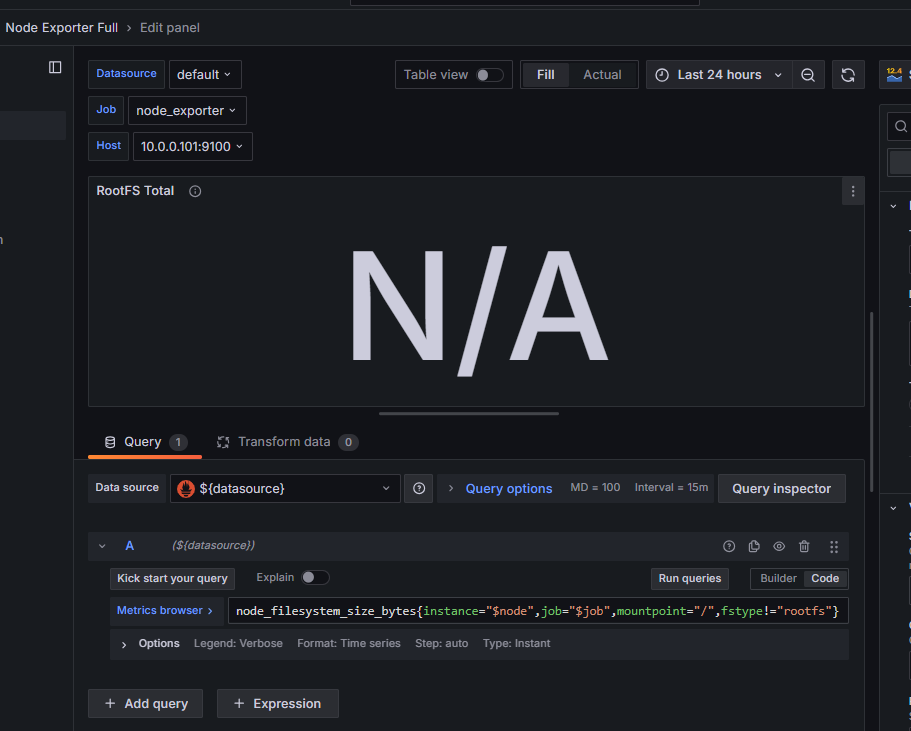 Node Exporter Full › Edit panel
Datasource default Table view Fill Actual Last 24 hours 12.4
Job node_exporter
Host 10.0.0.101:9100
RootFS Total
N/A
Query 1 Transform data 0
Data source ${datasource} Query options MD = 100 Interval = 15m Query inspector
A (${datasource})
Kick start your query Explain Run queries Builder Code
Metrics browser > node_filesystem_size_bytes{instance="$node",job="$job",mountpoint="/",fstype!="rootfs"}
Options Legend: Verbose Format: Time series Step: auto Type: Instant
+ Add query + Expression